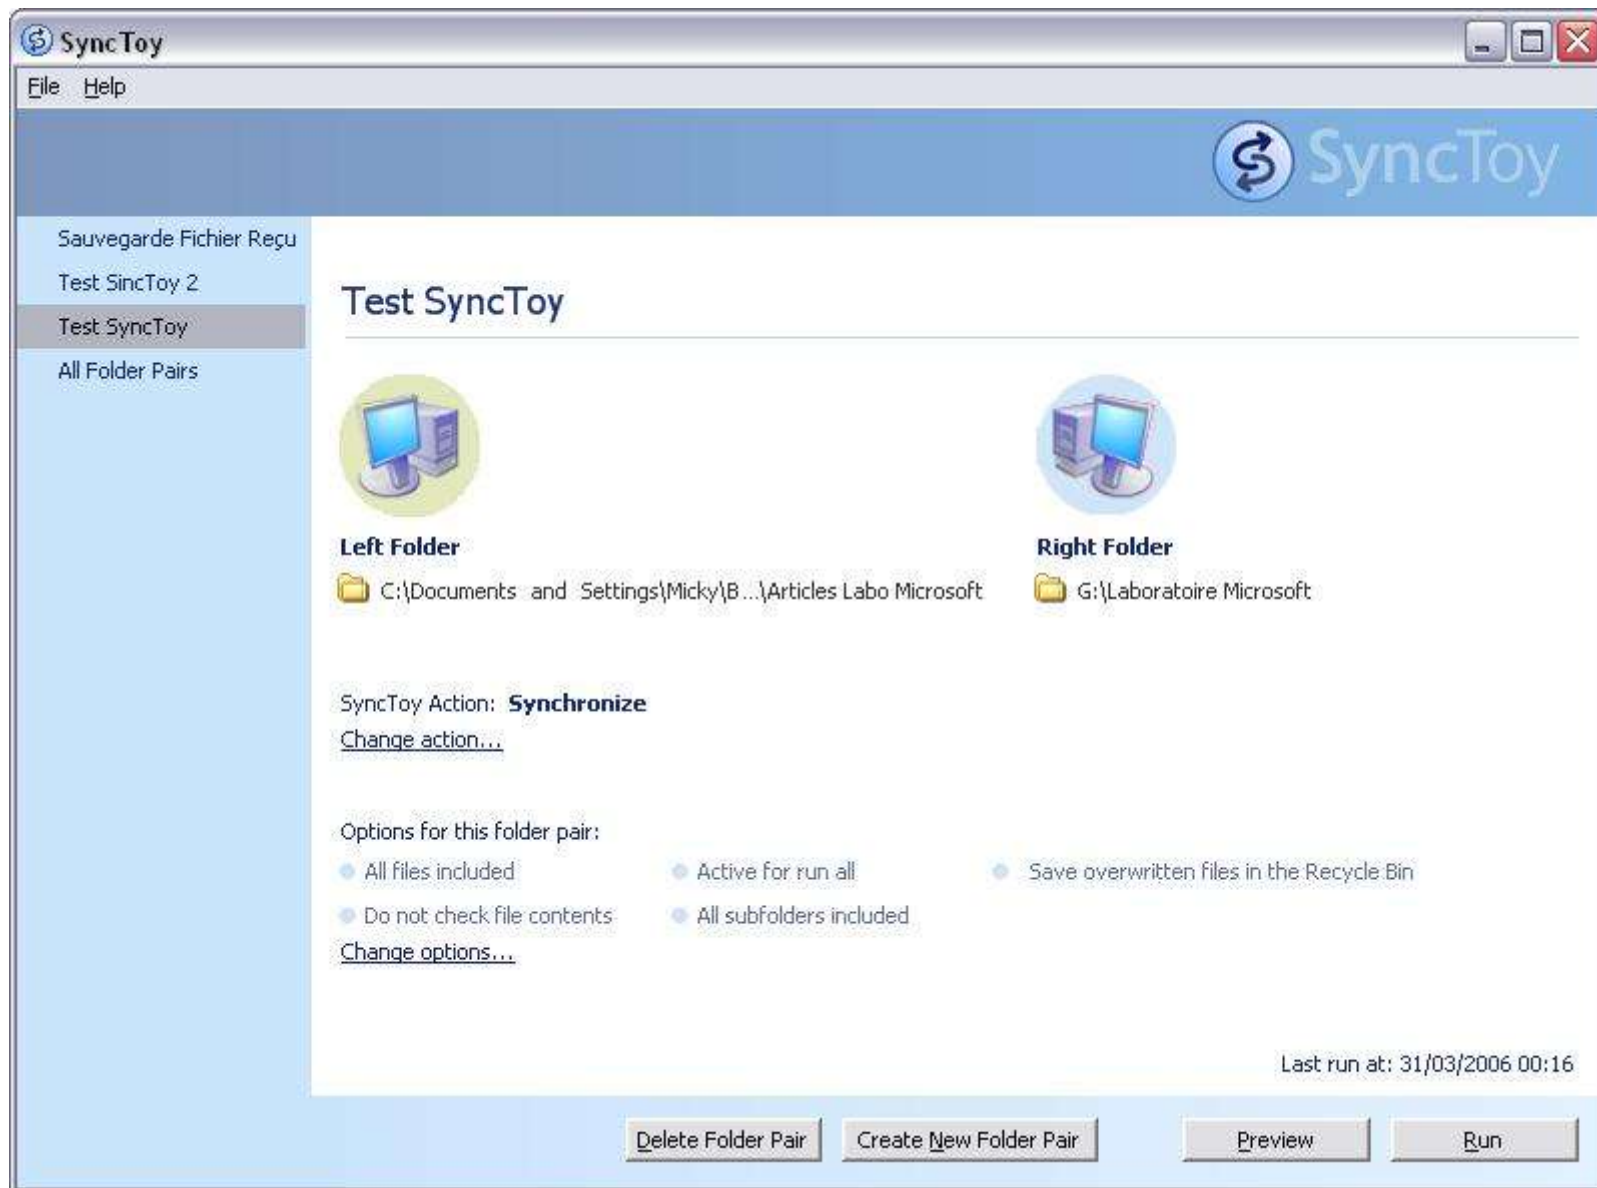 SyncToy
File Help
SyncToy
Sauvegarde Fichier Reçu
Test SincToy 2
Test SyncToy
All Folder Pairs
Test SyncToy
Left Folder
C:\Documents and Settings\Micky\B...\Articles Labo Microsoft
Right Folder
G:\Laboratoire Microsoft
SyncToy Action: Synchronize
Change action...
Options for this folder pair:
All files included
Active for run all
Save overwritten files in the Recycle Bin
Do not check file contents
All subfolders included
Change options...
Last run at: 31/03/2006 00:16
Delete Folder Pair
Create New Folder Pair
Preview
Run